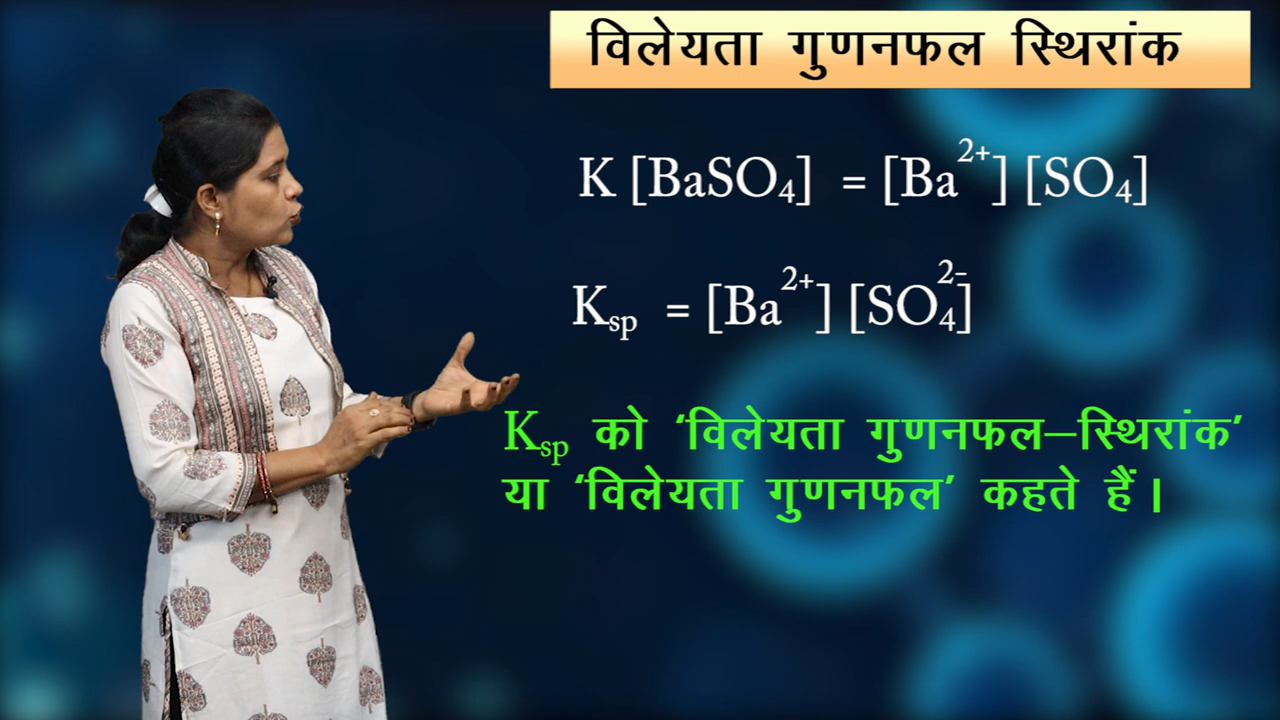 विलेयता गुणनफल स्थिरांक
K [BaSO₄] = [Ba²⁺] [SO₄]
Kₛₚ = [Ba²⁺] [SO₄²⁻]
Kₛₚ को ‘विलेयता गुणनफल–स्थिरांक’
या ‘विलेयता गुणनफल’ कहते हैं।